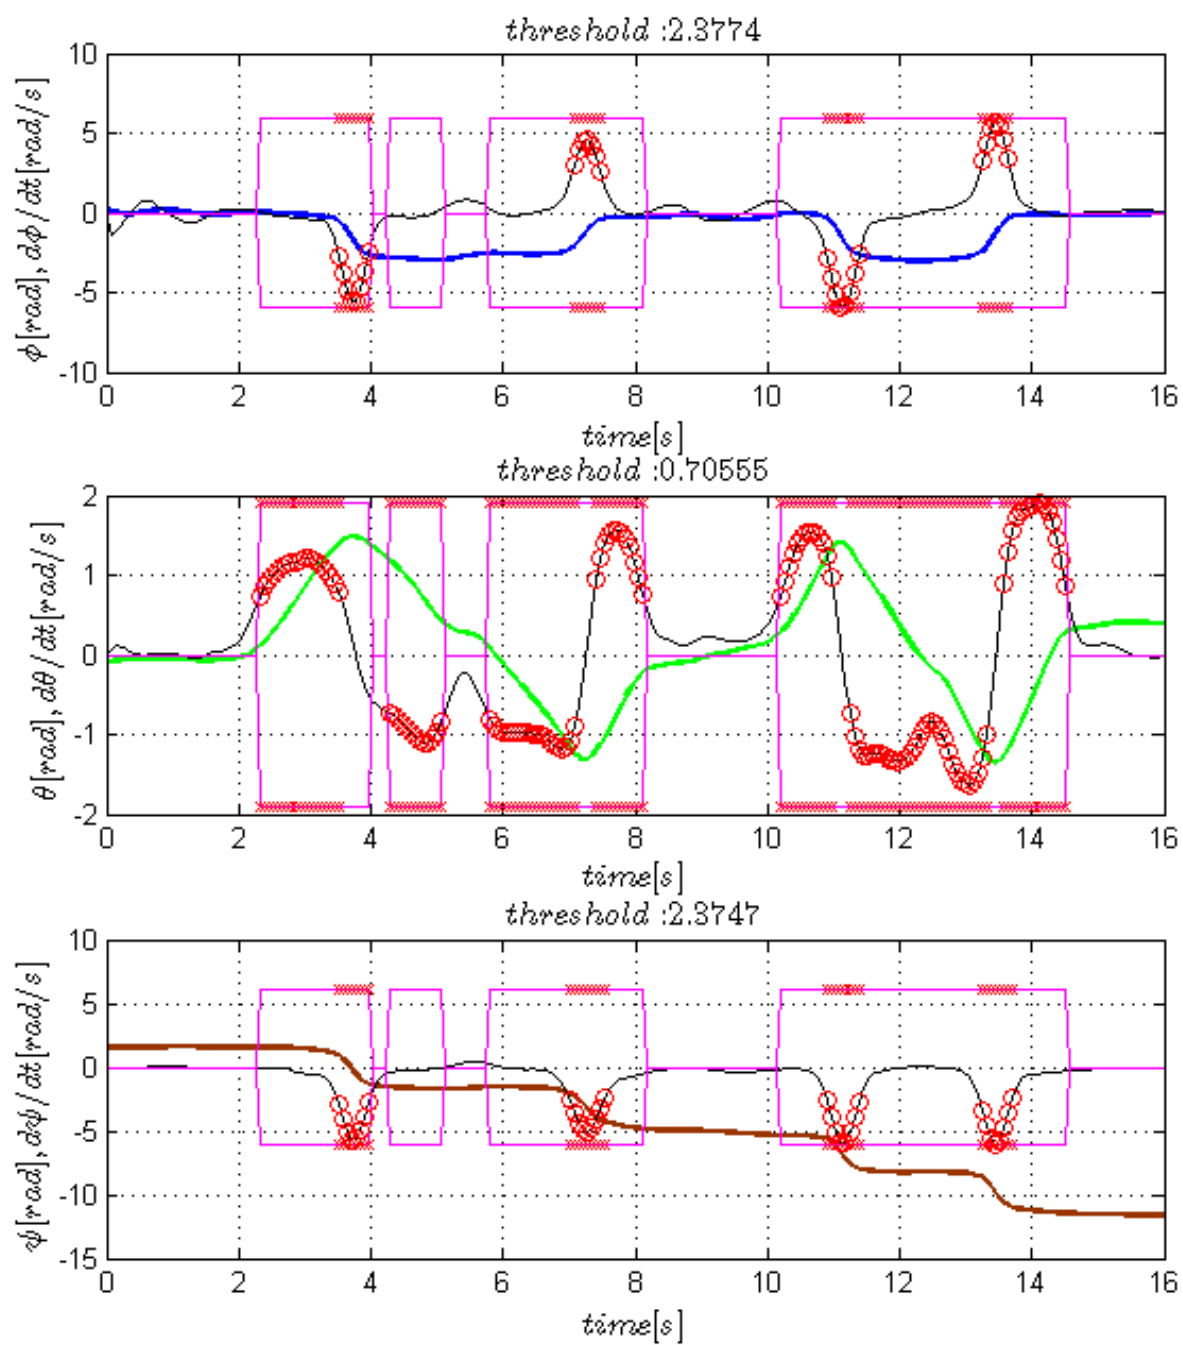 threshold :2.3774
10
5
0
-5
-10
ϕ[rad], dϕ/dt[rad/s]
0 2 4 6 8 10 12 14 16
time[s]
threshold :0.70555
2
1
0
-1
-2
θ[rad], dθ/dt[rad/s]
0 2 4 6 8 10 12 14 16
time[s]
threshold :2.3747
10
5
0
-5
-10
-15
ψ[rad], dψ/dt[rad/s]
0 2 4 6 8 10 12 14 16
time[s]